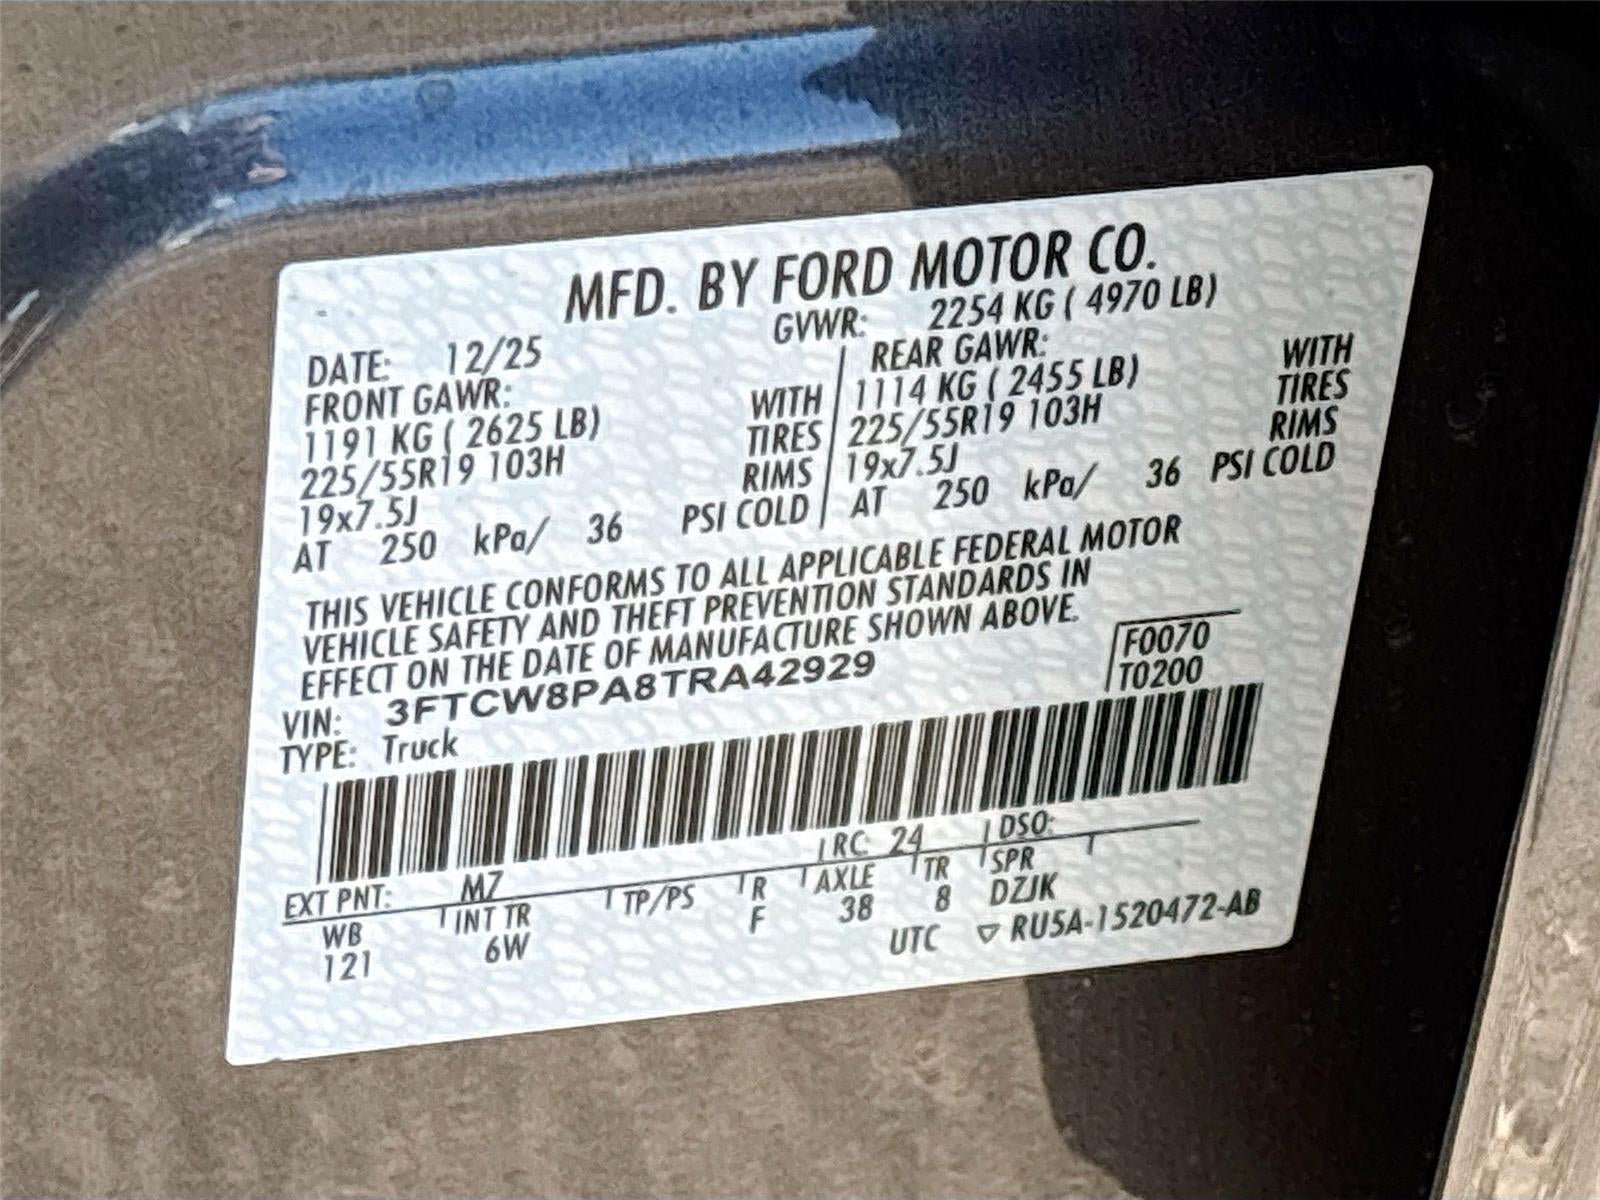 MFD. BY FORD MOTOR CO.
DATE: 12/25 GVWR: 2254 KG ( 4970 LB)
FRONT GAWR: REAR GAWR:
1191 KG ( 2625 LB) WITH 1114 KG ( 2455 LB) WITH
225/55R19 103H TIRES 225/55R19 103H TIRES
19x7.5J RIMS 19x7.5J RIMS
AT 250 kPa/ 36 PSI COLD AT 250 kPa/ 36 PSI COLD
THIS VEHICLE CONFORMS TO ALL APPLICABLE FEDERAL MOTOR
VEHICLE SAFETY AND THEFT PREVENTION STANDARDS IN
EFFECT ON THE DATE OF MANUFACTURE SHOWN ABOVE.
VIN: 3FTCW8PA8TRA42929 F0070
TYPE: Truck T0200
EXT PNT: M7 RC: 24 DSO:
WB INT TR TP/PS R AXLE TR SPR
121 6W F 38 8 DZJK
UTC ▽ RU5A-1520472-AB